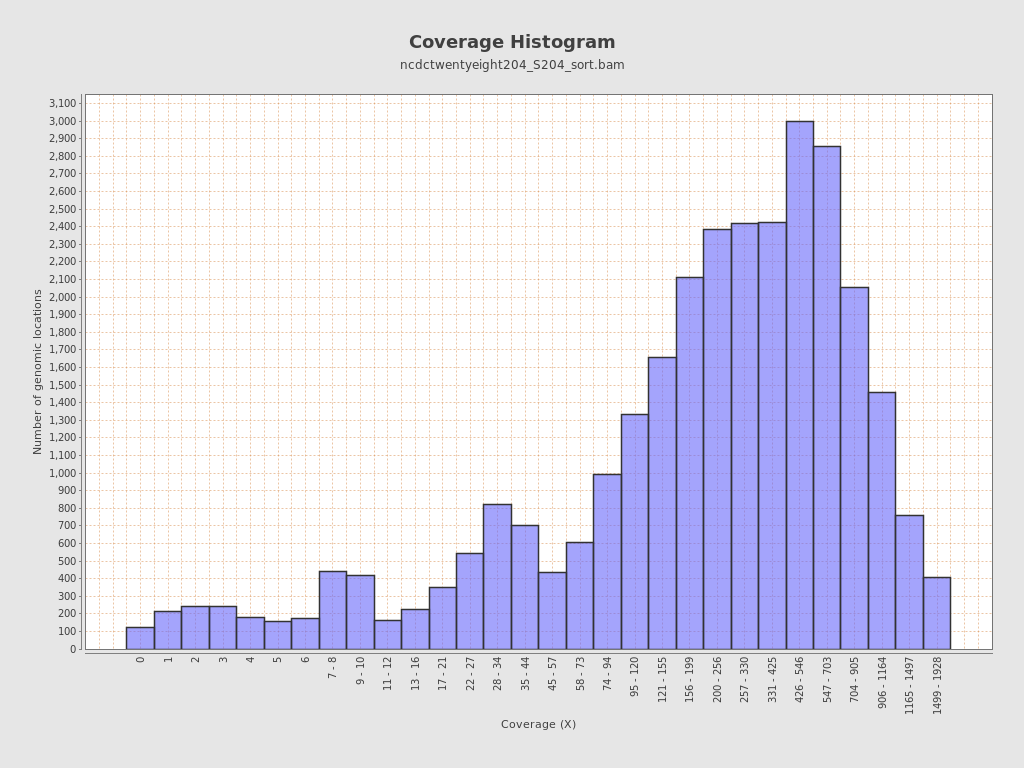 Coverage Histogram
ncdctwentyeight204_S204_sort.bam
Number of genomic locations
3,100
3,000
2,900
2,800
2,700
2,600
2,500
2,400
2,300
2,200
2,100
2,000
1,900
1,800
1,700
1,600
1,500
1,400
1,300
1,200
1,100
1,000
900
800
700
600
500
400
300
200
100
0
0
1
2
3
4
5
6
7 - 8
9 - 10
11 - 12
13 - 16
17 - 21
22 - 27
28 - 34
35 - 44
45 - 57
58 - 73
74 - 94
95 - 120
121 - 155
156 - 199
200 - 256
257 - 330
331 - 425
426 - 546
547 - 703
704 - 905
906 - 1164
1165 - 1497
1499 - 1928
Coverage (X)